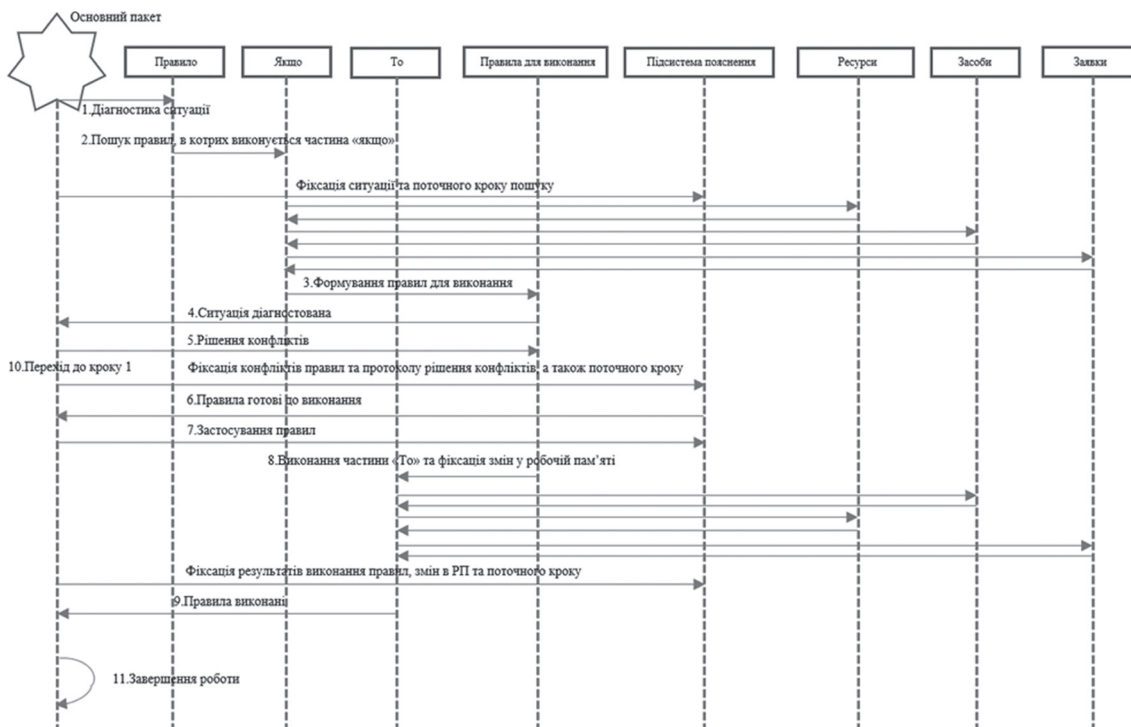 Основний пакет
Правило
Якщо
То
Правила для виконання
Підсистема пояснення
Ресурси
Засоби
Заявки
1.Діагностика ситуації
2.Пошук правил, в котрих виконується частина «якщо»
Фіксація ситуації та поточного кроку пошуку
3.Формування правил для виконання
4.Ситуація діагностована
5.Рішення конфліктів
10.Перехід до кроку 1
Фіксація конфліктів правил та протоколу рішення конфліктів, а також поточного кроку
6.Правила готові до виконання
7.Застосування правил
8.Виконання частини «То» та фіксація змін у робочій пам’яті
Фіксація результатів виконання правил, змін в РП та поточного кроку
9.Правила виконані
11.Завершення роботи